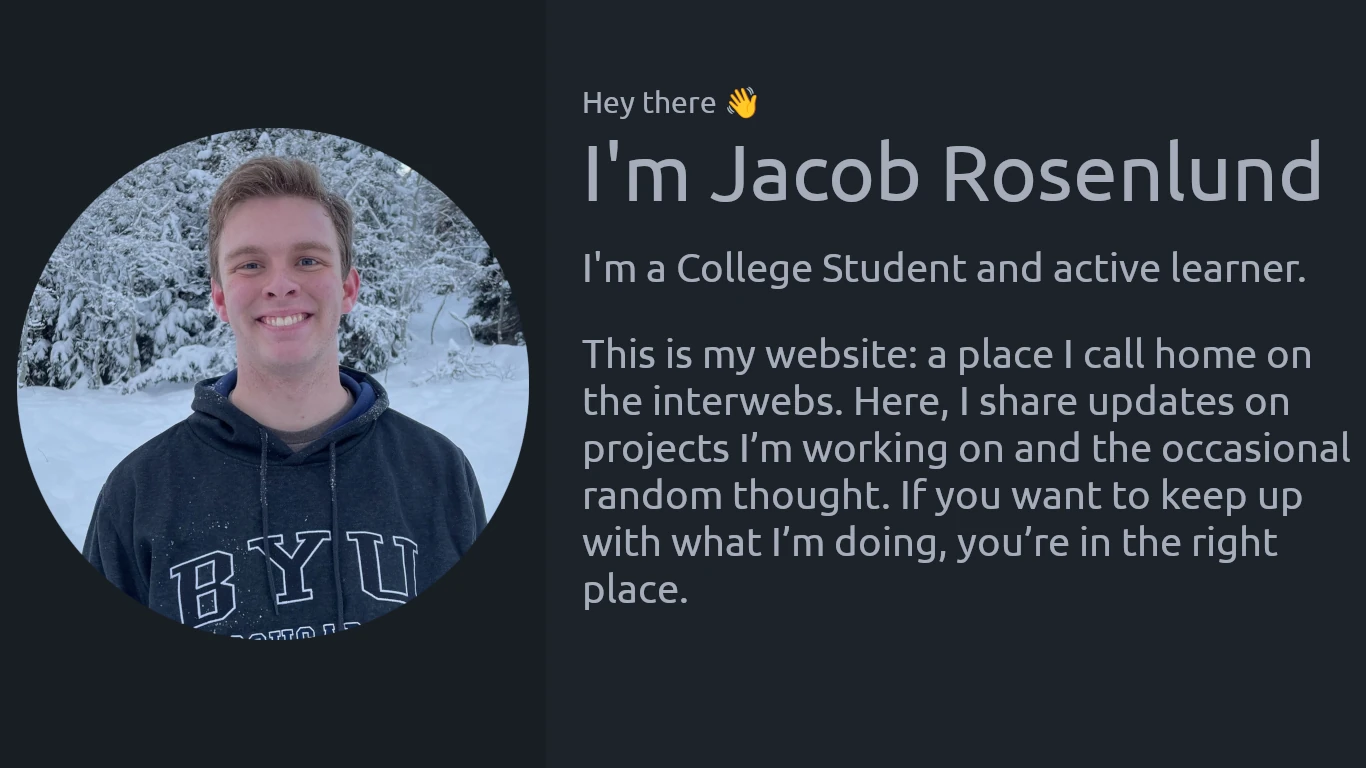 Hey there 👋
I'm Jacob Rosenlund
I'm a College Student and active learner.
This is my website: a place I call home on
the interwebs. Here, I share updates on
projects I’m working on and the occasional
random thought. If you want to keep up
with what I’m doing, you’re in the right
place.
BYU